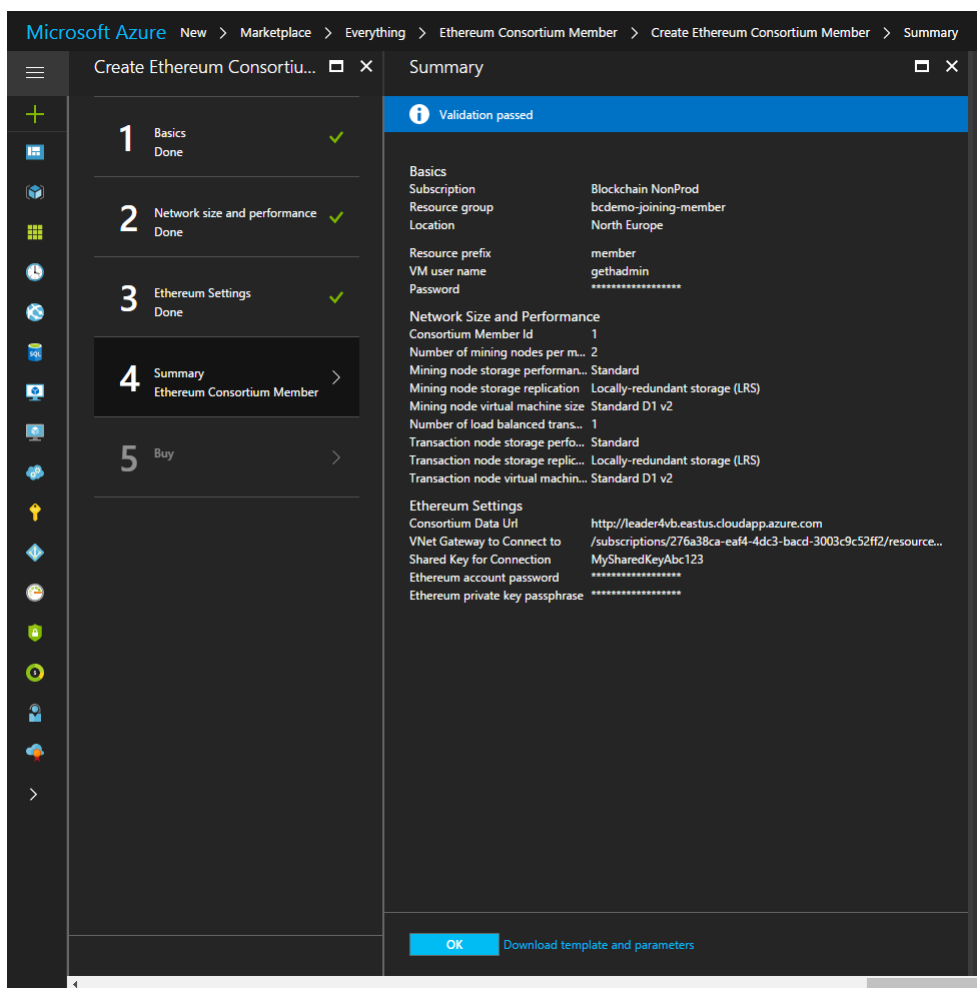 Microsoft Azure New > Marketplace > Everything > Ethereum Consortium Member > Create Ethereum Consortium Member > Summary
Create Ethereum Consortiu...
1 Basics
Done
2 Network size and performance
Done
3 Ethereum Settings
Done
4 Summary
Ethereum Consortium Member
5 Buy
Summary
Validation passed
Basics
Subscription Blockchain NonProd
Resource group bcdemo-joining-member
Location North Europe
Resource prefix member
VM user name gethadmin
Password ******************
Network Size and Performance
Consortium Member Id 1
Number of mining nodes per m... 2
Mining node storage performan... Standard
Mining node storage replication Locally-redundant storage (LRS)
Mining node virtual machine size Standard D1 v2
Number of load balanced trans... 1
Transaction node storage perfo... Standard
Transaction node storage replic... Locally-redundant storage (LRS)
Transaction node virtual machin... Standard D1 v2
Ethereum Settings
Consortium Data Url http://leader4vb.eastus.cloudapp.azure.com
VNet Gateway to Connect to /subscriptions/276a38ca-eaf4-4dc3-bacd-3003c9c52ff2/resource...
Shared Key for Connection MySharedKeyAbc123
Ethereum account password ******************
Ethereum private key passphrase ******************
OK Download template and parameters
SQL